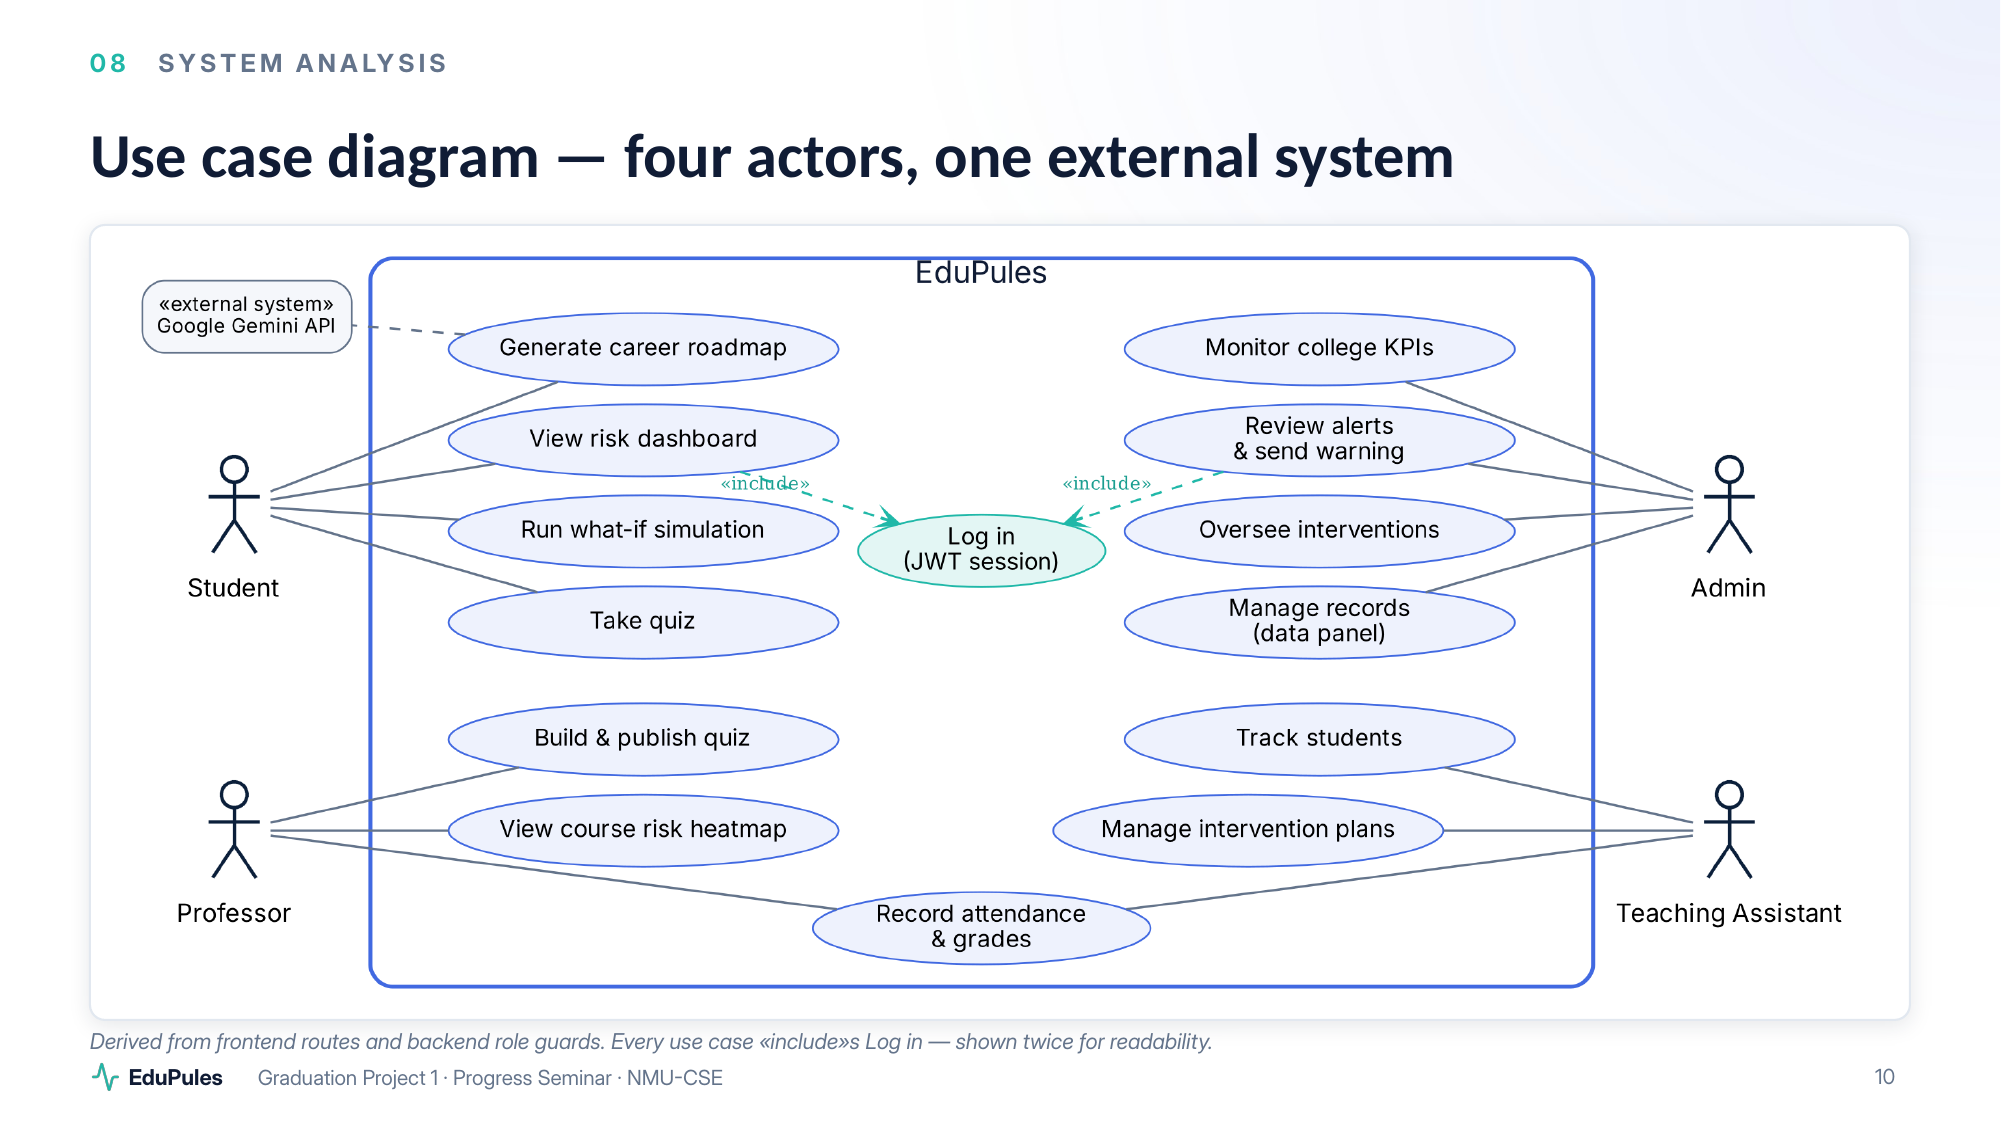 08 SYSTEM ANALYSIS
Use case diagram — four actors, one external system
EduPules
«external system»
Google Gemini API
Generate career roadmap
Monitor college KPIs
View risk dashboard
Review alerts
& send warning
«include»
«include»
Run what-if simulation
Log in
(JWT session)
Oversee interventions
Student
Admin
Take quiz
Manage records
(data panel)
Build & publish quiz
Track students
View course risk heatmap
Manage intervention plans
Professor
Teaching Assistant
Record attendance
& grades
Derived from frontend routes and backend role guards. Every use case «include»s Log in — shown twice for readability.
EduPules Graduation Project 1 · Progress Seminar · NMU-CSE 10